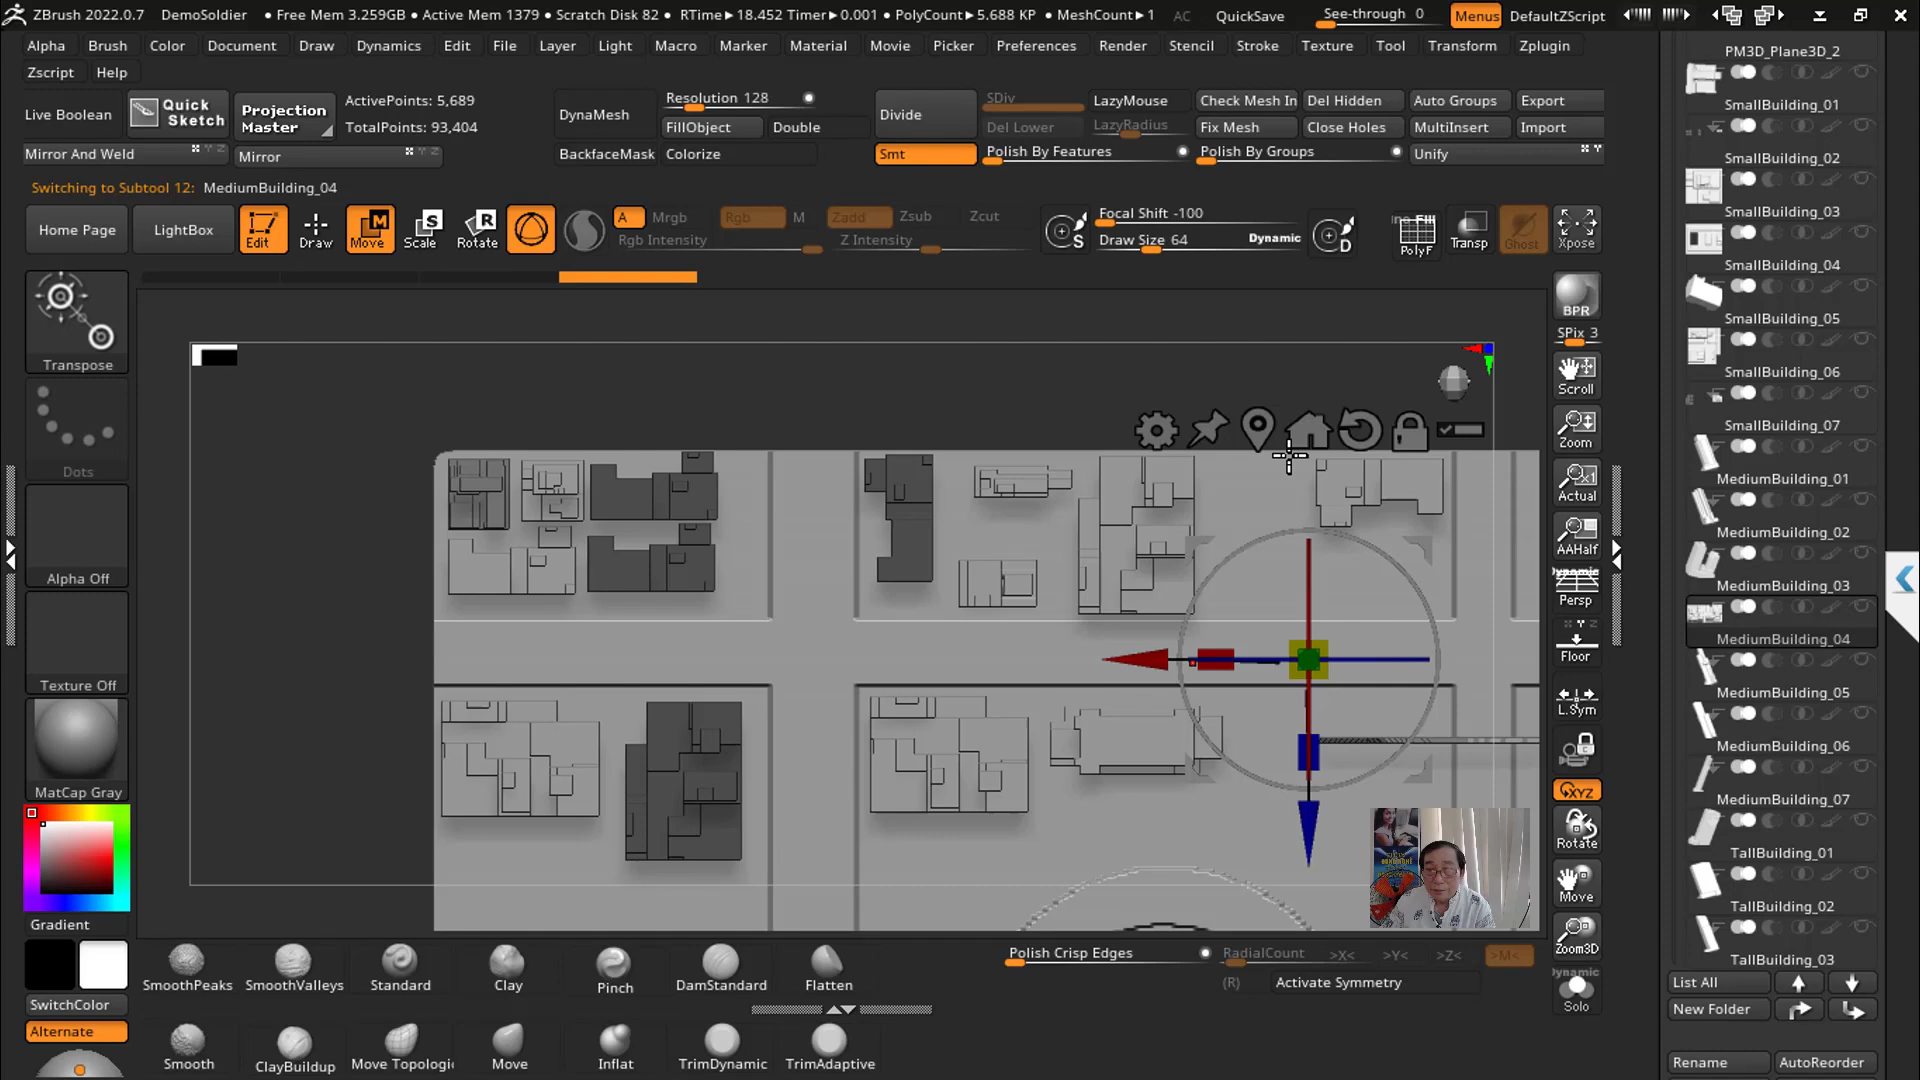 ZBrush 2022.0.7 DemoSoldier • Free Mem 3.259GB • Active Mem 1379 • Scratch Disk 82 • RTime▶18.452 Timer▶0.001 • PolyCount▶5.688 KP • MeshCount▶1 AC QuickSave See-through 0 Menus DefaultZScript
Alpha Brush Color Document Draw Dynamics Edit File Layer Light Macro Marker Material Movie Picker Preferences Render Stencil Stroke Texture Tool Transform Zplugin
Zscript Help
Live Boolean
Quick Sketch
Projection Master
ActivePoints: 5,689
TotalPoints: 93,404
Mirror And Weld
Mirror
DynaMesh
Resolution 128
FillObject
Double
BackfaceMask
Colorize
Divide
Smt
SDiv
Del Lower
LazyMouse
LazyRadius
Check Mesh In
Del Hidden
Auto Groups
Export
Fix Mesh
Close Holes
MultiInsert
Import
Polish By Features
Polish By Groups
Unify
Switching to Subtool 12: MediumBuilding_04
Home Page
LightBox
Edit
Draw
Move
Scale
Rotate
A
Mrgb
Rgb
M
Zadd
Zsub
Zcut
Rgb Intensity
Z Intensity
S
Focal Shift -100
Draw Size 64
Dynamic
D
PolyF
Transp
Ghost
Xpose
Transpose
Dots
Alpha Off
Texture Off
MatCap Gray
Gradient
SwitchColor
Alternate
BPR
SPix 3
Scroll
Zoom
Actual
AAHalf
Dynamic
Persp
Floor
L.Sym
XYZ
Rotate
Move
Zoom3D
Dynamic
Solo
PM3D_Plane3D_2
SmallBuilding_01
SmallBuilding_02
SmallBuilding_03
SmallBuilding_04
SmallBuilding_05
SmallBuilding_06
SmallBuilding_07
MediumBuilding_01
MediumBuilding_02
MediumBuilding_03
MediumBuilding_04
MediumBuilding_05
MediumBuilding_06
MediumBuilding_07
TallBuilding_01
TallBuilding_02
TallBuilding_03
List All
New Folder
Rename
AutoReorder
SmoothPeaks
SmoothValleys
Standard
Clay
Pinch
DamStandard
Flatten
Polish Crisp Edges
RadialCount
>X<
>Y<
>Z<
>M<
(R)
Activate Symmetry
Smooth
ClayBuildup
Move Topologic
Move
Inflat
TrimDynamic
TrimAdaptive